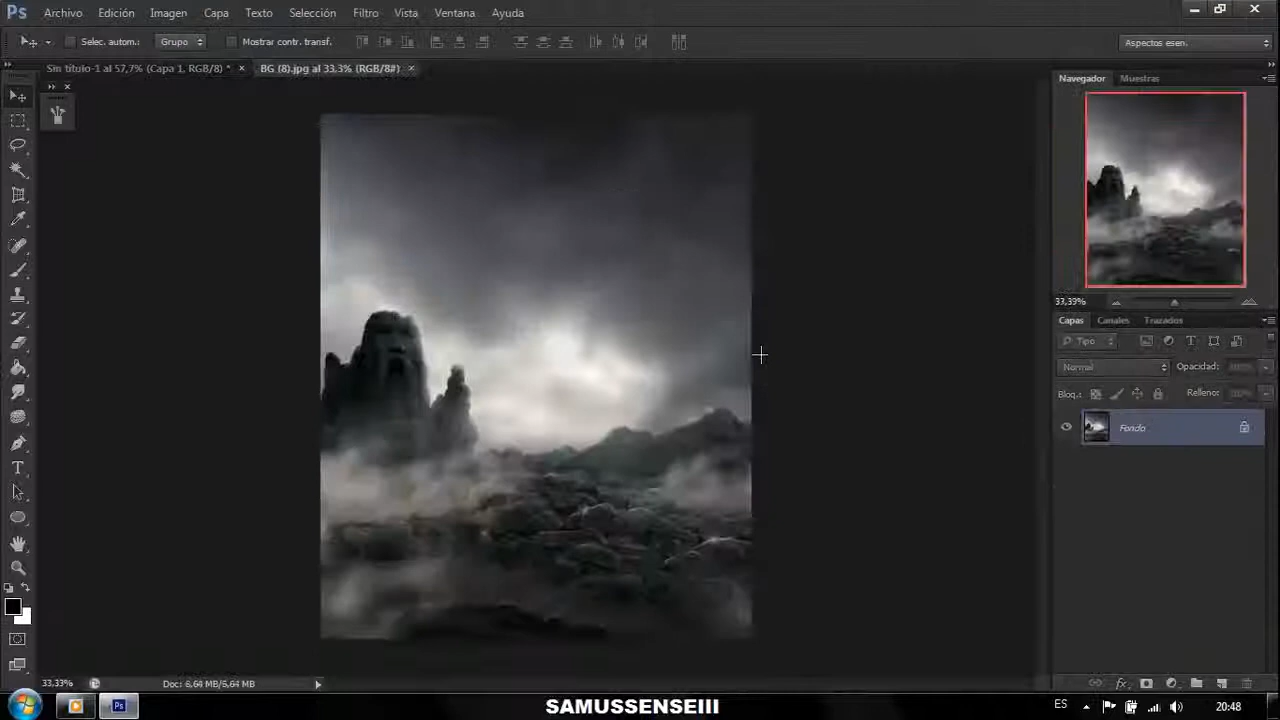 Ps Archivo Edición Imagen Capa Texto Selección Filtro Vista Ventana Ayuda
Selec. autom.: Grupo Mostrar contr. transf. Aspectos esen.
Sin título-1 al 57,7% (Capa 1, RGB/8) * × BG (8).jpg al 33,3% (RGB/8#) ×
Navegador Muestras
33,39%
Capas Canales Trazados
Tipo
Normal Opacidad:
Bloq.: Relleno:
Fondo
33,33% Doc: 6,64 MB/6,64 MB
Ps SAMUSSENSEIII ES 20:48